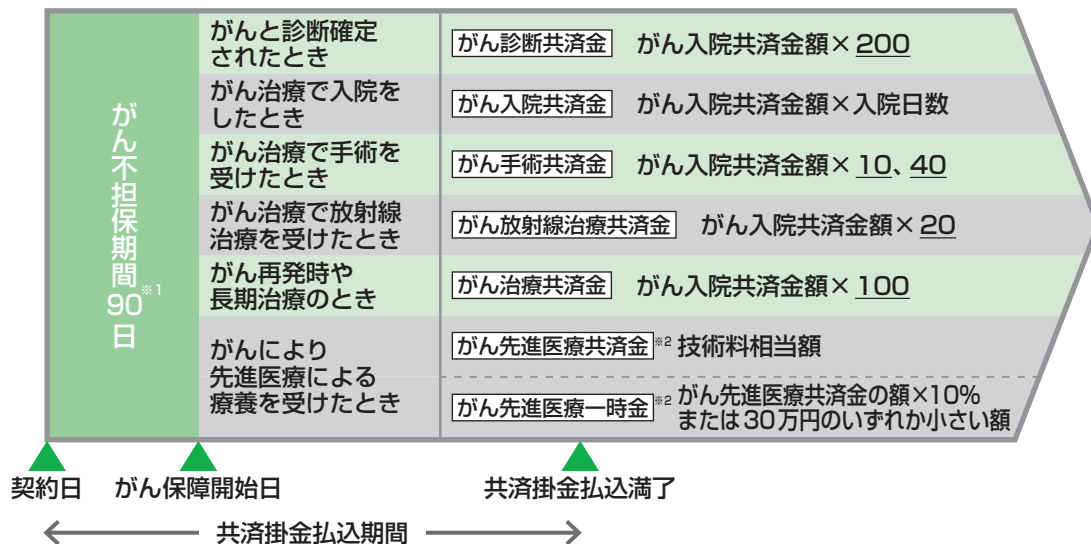 がん不担保期間90日※1
がんと診断確定
されたとき
がん診断共済金 がん入院共済金額×200
がん治療で入院を
したとき
がん入院共済金 がん入院共済金額×入院日数
がん治療で手術を
受けたとき
がん手術共済金 がん入院共済金額×10、40
がん治療で放射線
治療を受けたとき
がん放射線治療共済金 がん入院共済金額×20
がん再発時や
長期治療のとき
がん治療共済金 がん入院共済金額×100
がんにより
先進医療による
療養を受けたとき
がん先進医療共済金※2 技術料相当額
がん先進医療一時金※2 がん先進医療共済金の額×10%
または30万円のいずれか小さい額
契約日 がん保障開始日 共済掛金払込満了
共済掛金払込期間